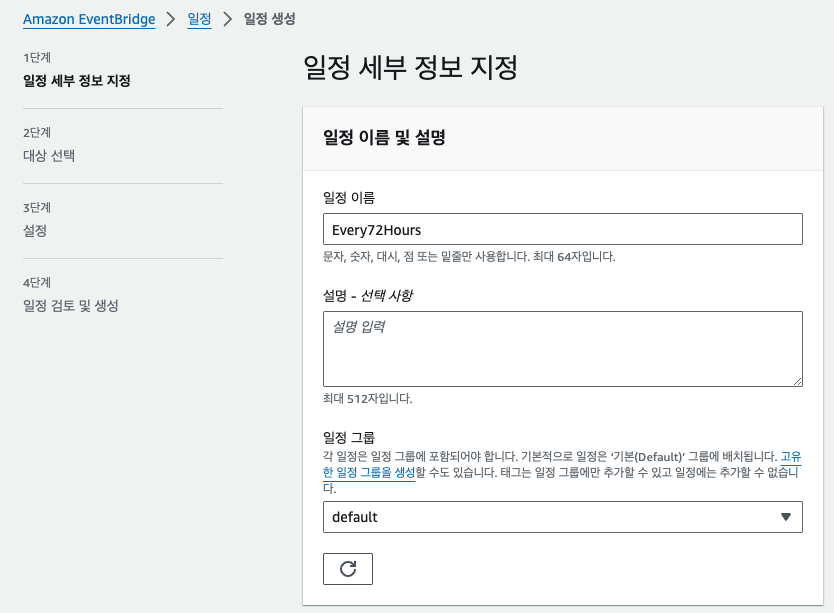 Amazon EventBridge > 일정 > 일정 생성
1단계
일정 세부 정보 지정
2단계
대상 선택
3단계
설정
4단계
일정 검토 및 생성
일정 세부 정보 지정
일정 이름 및 설명
일정 이름
Every72Hours
문자, 숫자, 대시, 점 또는 밑줄만 사용합니다. 최대 64자입니다.
설명 - 선택 사항
설명 입력
최대 512자입니다.
일정 그룹
각 일정은 일정 그룹에 포함되어야 합니다. 기본적으로 일정은 ‘기본(Default)’ 그룹에 배치됩니다. 고유
한 일정 그룹을 생성할 수도 있습니다. 태그는 일정 그룹에만 추가할 수 있고 일정에는 추가할 수 없습니
다.
default